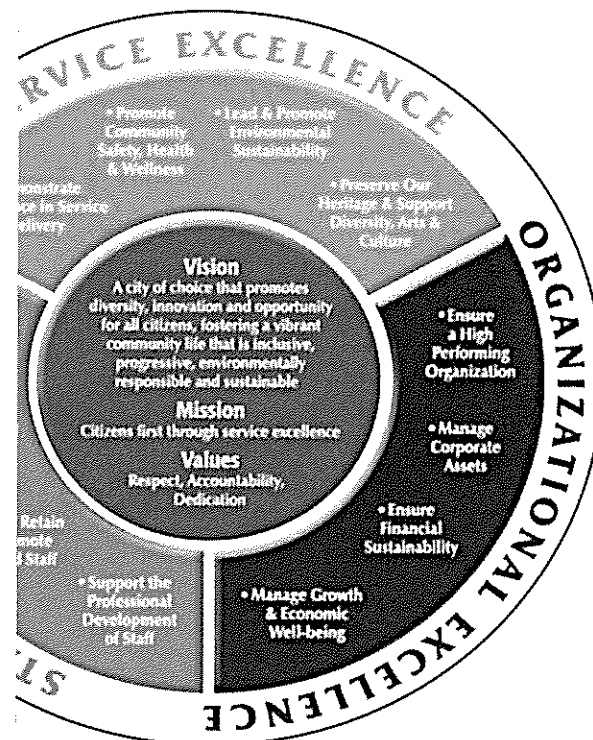 EXCELLENCE
• Promote
Community
Safety, Health
& Wellness
• Lead & Promote
Environmental
Sustainability
• Preserve Our
Heritage & Support
Diversity, Arts &
Culture
Vision
A city of choice that promotes
diversity, innovation and opportunity
for all citizens, fostering a vibrant
community life that is inclusive,
progressive, environmentally
responsible and sustainable
Mission
Citizens first through service excellence
Values
Respect, Accountability,
Dedication
ORGANIZATIONAL EXCELLENCE
• Ensure
a High
Performing
Organization
• Manage
Corporate
Assets
• Ensure
Financial
Sustainability
• Manage Growth
& Economic
Well-being
Retain
Staff
• Support the
Professional
Development
of Staff